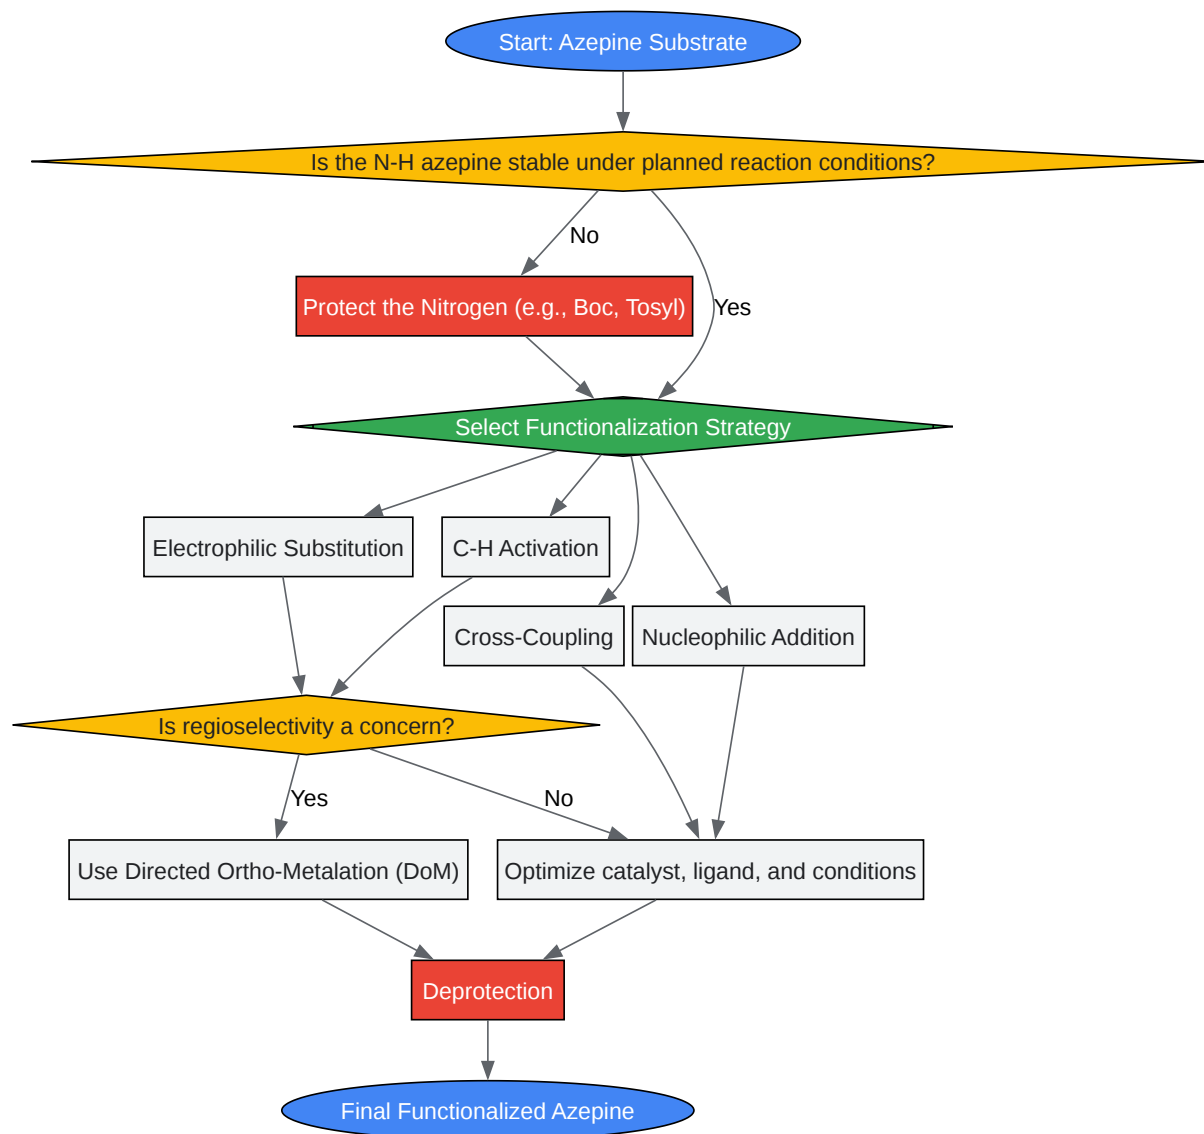 Start: Azepine Substrate
Is the N-H azepine stable under planned reaction conditions?
No
Protect the Nitrogen (e.g., Boc, Tosyl)
Yes
Select Functionalization Strategy
Electrophilic Substitution
C-H Activation
Cross-Coupling
Nucleophilic Addition
Is regioselectivity a concern?
Yes
No
Use Directed Ortho-Metalation (DoM)
Optimize catalyst, ligand, and conditions
Deprotection
Final Functionalized Azepine